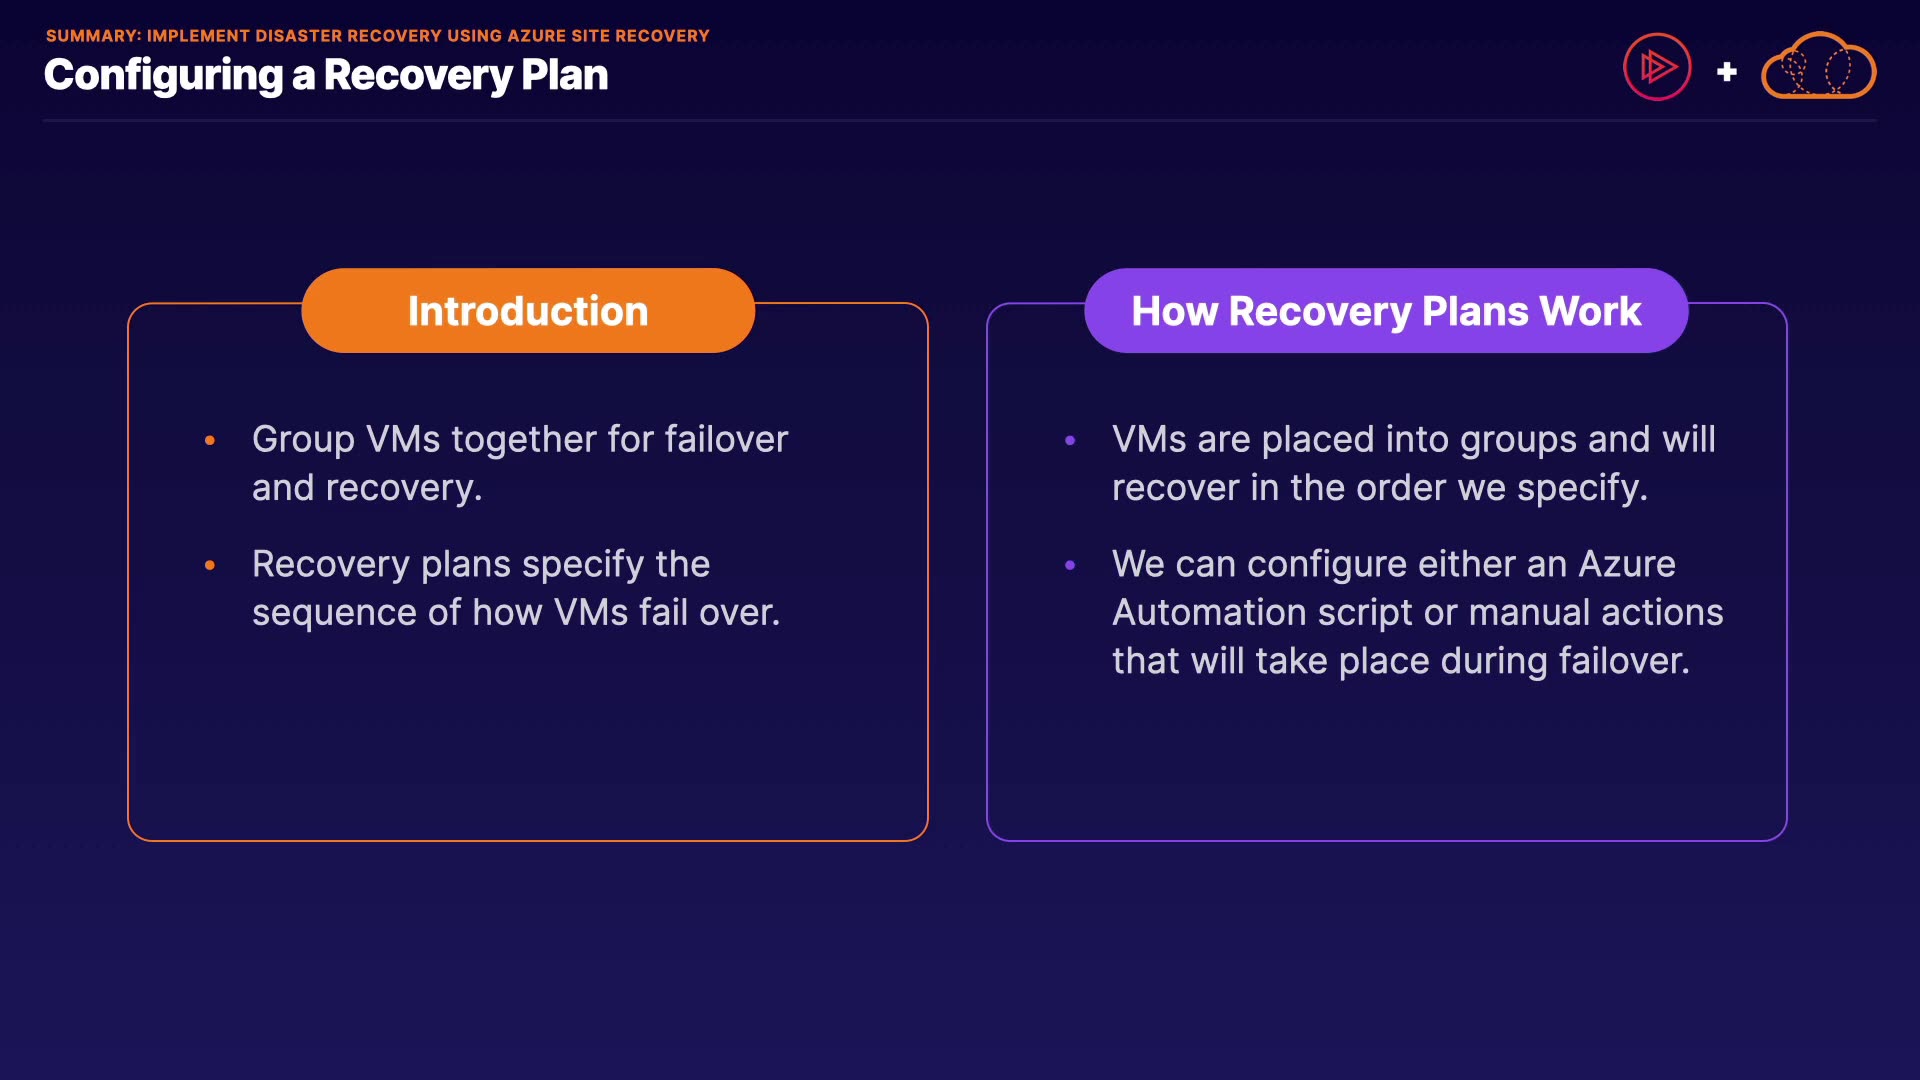 SUMMARY: IMPLEMENT DISASTER RECOVERY USING AZURE SITE RECOVERY
Configuring a Recovery Plan
+
Introduction
• Group VMs together for failover
and recovery.
• Recovery plans specify the
sequence of how VMs fail over.
How Recovery Plans Work
• VMs are placed into groups and will
recover in the order we specify.
• We can configure either an Azure
Automation script or manual actions
that will take place during failover.